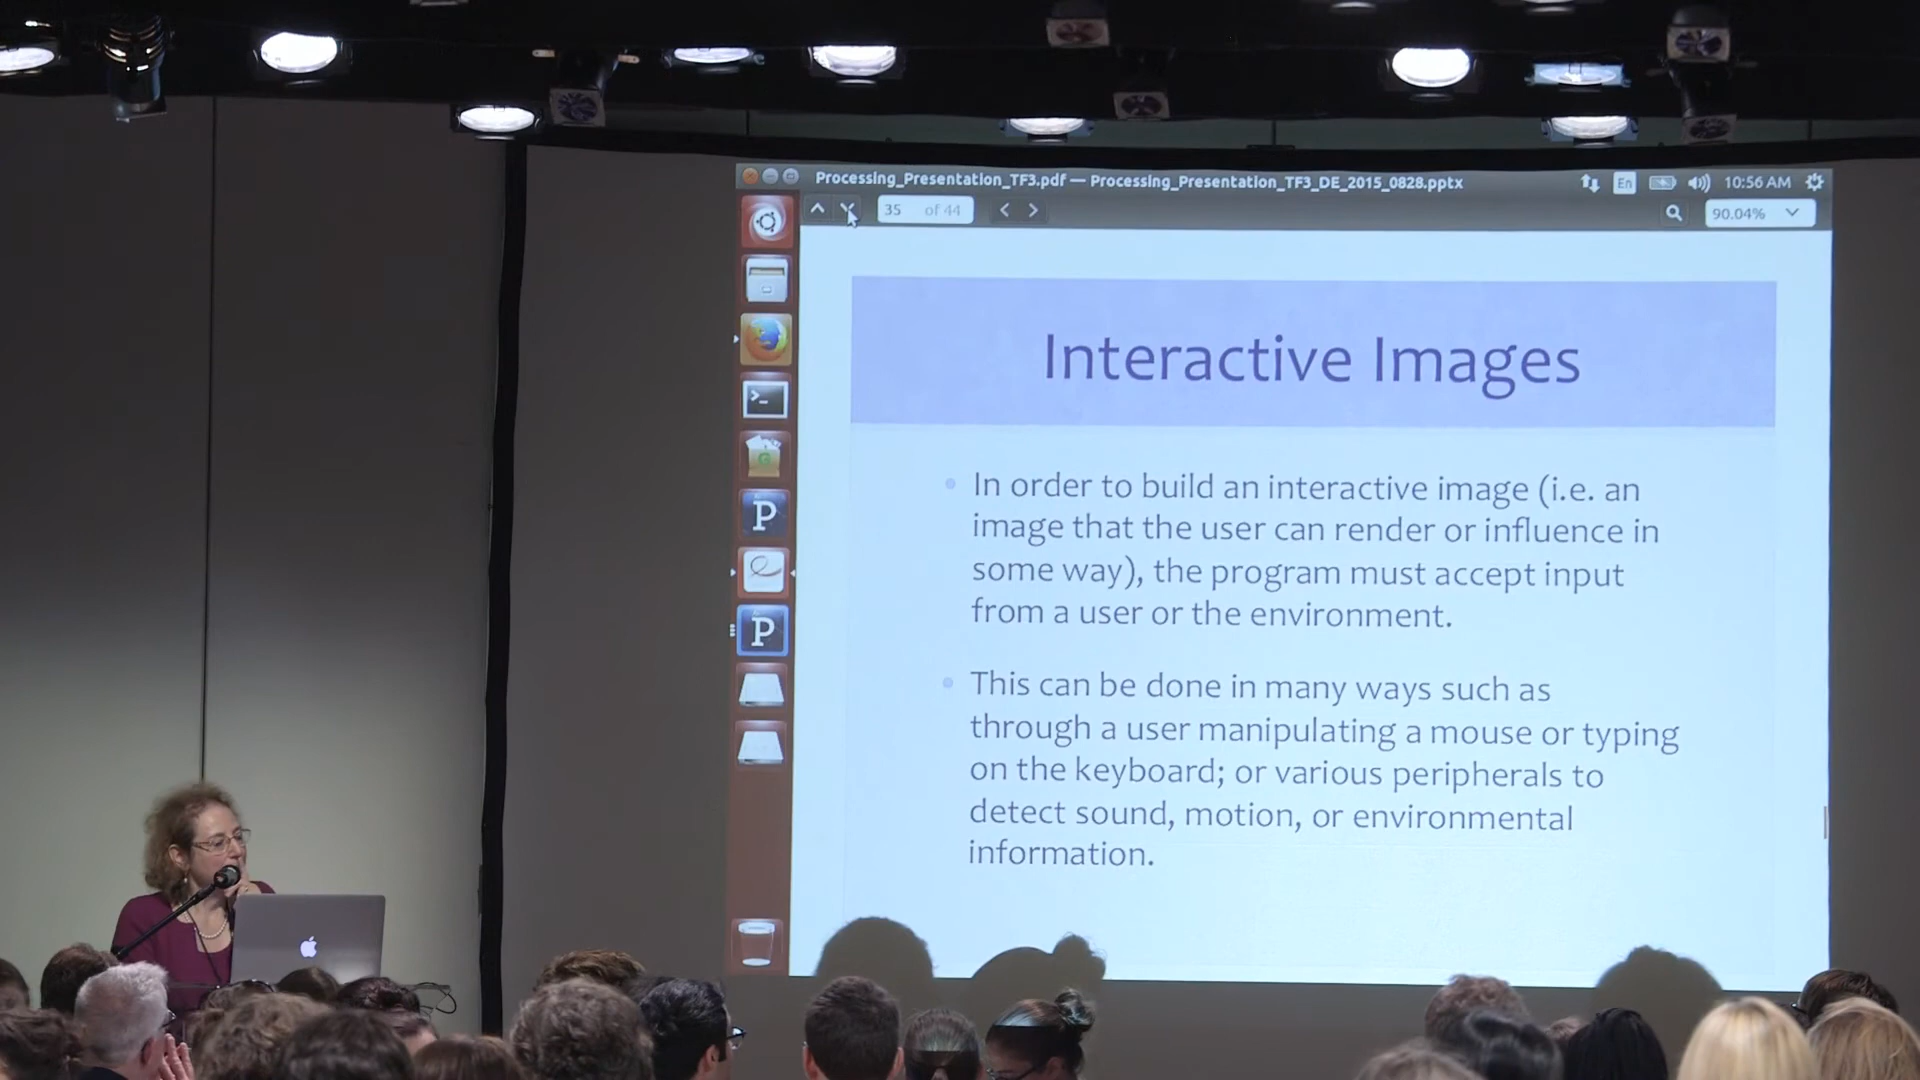 Processing_Presentation_TF3.pdf — Processing_Presentation_TF3_DE_2015_0828.pptx
En
10:56 AM
35 of 44
90.04%
Interactive Images
• In order to build an interactive image (i.e. an
image that the user can render or influence in
some way), the program must accept input
from a user or the environment.
• This can be done in many ways such as
through a user manipulating a mouse or typing
on the keyboard; or various peripherals to
detect sound, motion, or environmental
information.
P
P